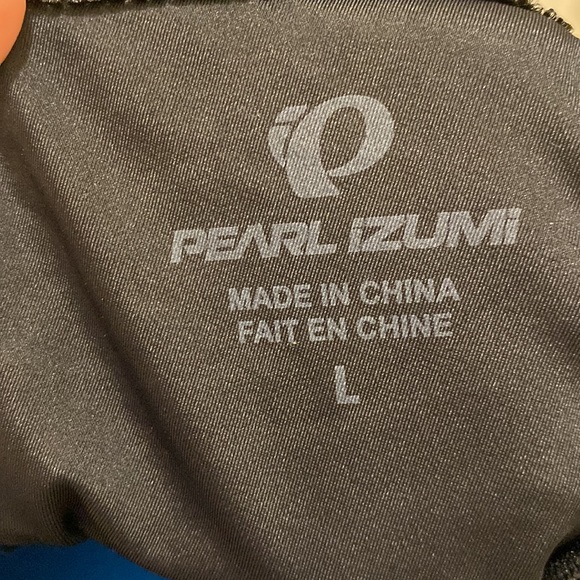 PEARL iZUMi
MADE IN CHINA
FAIT EN CHINE
L